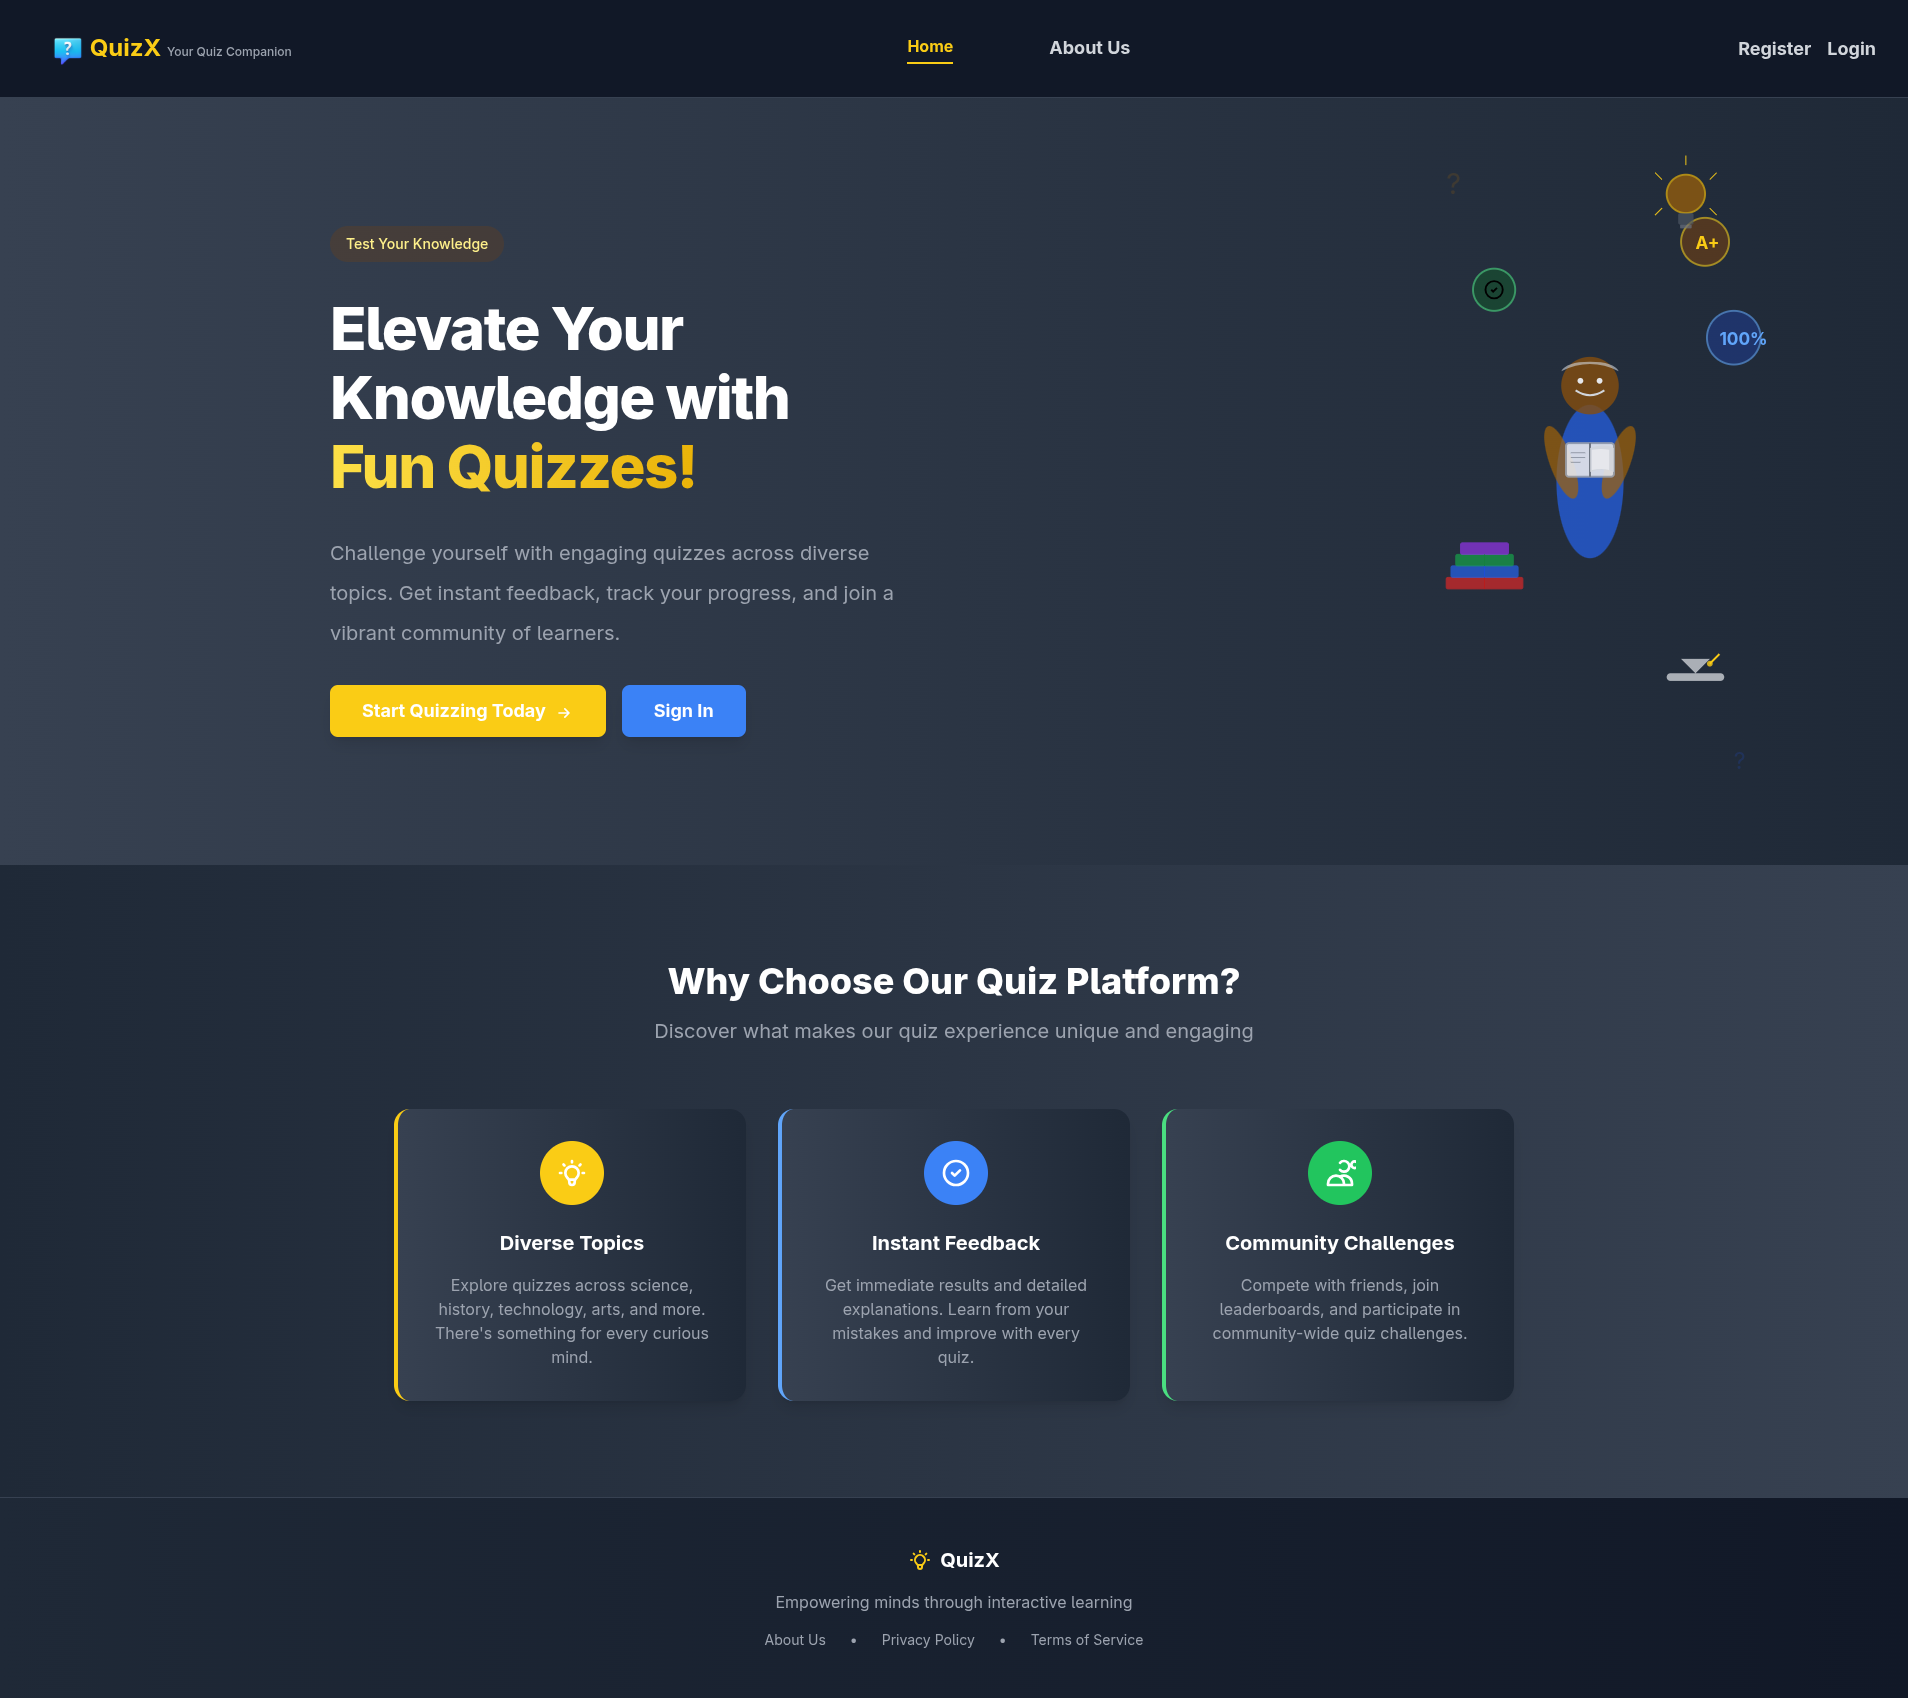 ?
QuizX Your Quiz Companion
Home
About Us
Register
Login
?
A+
100%
Test Your Knowledge
Elevate Your
Knowledge with
Fun Quizzes!
Challenge yourself with engaging quizzes across diverse
topics. Get instant feedback, track your progress, and join a
vibrant community of learners.
Start Quizzing Today →
Sign In
?
Why Choose Our Quiz Platform?
Discover what makes our quiz experience unique and engaging
Diverse Topics
Explore quizzes across science,
history, technology, arts, and more.
There's something for every curious
mind.
Instant Feedback
Get immediate results and detailed
explanations. Learn from your
mistakes and improve with every
quiz.
Community Challenges
Compete with friends, join
leaderboards, and participate in
community-wide quiz challenges.
QuizX
Empowering minds through interactive learning
About Us • Privacy Policy • Terms of Service